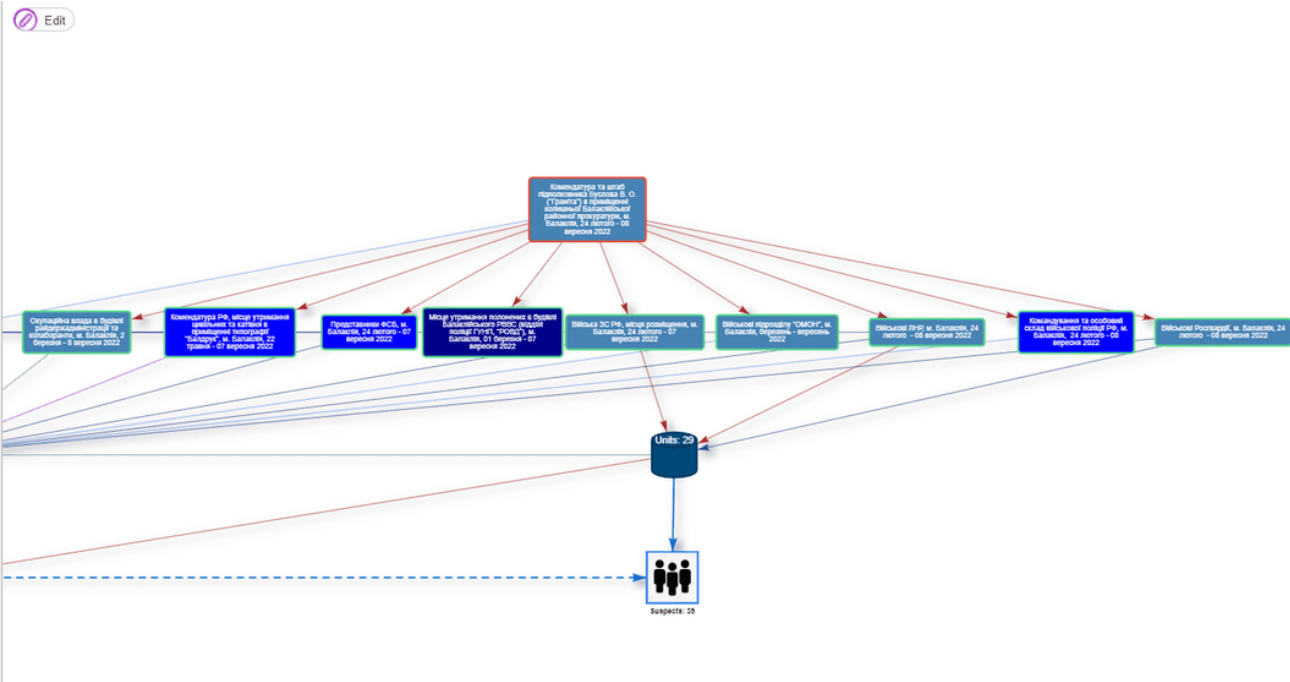 Edit
Комендатура та штаб
підполковника Буслова В. О.
("Граніта") в приміщенні
колишньої Балаклійської
районної прокуратури, м.
Балаклія, 24 лютого - 08
вересня 2022
Окупаційна влада в будівлі
райдержадміністрації та
колаборанти, м. Балаклія, 2
березня - 8 вересня 2022
Комендатура РФ, місце утримання
цивільних та катівня в
приміщенні типографії
"Балдрук", м. Балаклія, 22
травня - 07 вересня 2022
Представники ФСБ, м.
Балаклія, 24 лютого - 07
вересня 2022
Місце утримання полонених в будівлі
Балаклійського РВВС (відділі
поліції ГУНП, "РОВД"), м.
Балаклія, 01 березня - 07
вересня 2022
Війська ЗС РФ, місця розміщення, м.
Балаклія, 24 лютого - 07
вересня 2022
Військові підрозділу "ОМОН", м.
Балаклія, березень - вересень
2022
Військові ЛНР, м. Балаклія, 24
лютого - 08 вересня 2022
Командування та особовий
склад військової поліції РФ, м.
Балаклія, 24 лютого - 08
вересня 2022
Військові Росгвардії, м. Балаклія, 24
лютого - 08 вересня 2022
Units: 29
Suspects: 35